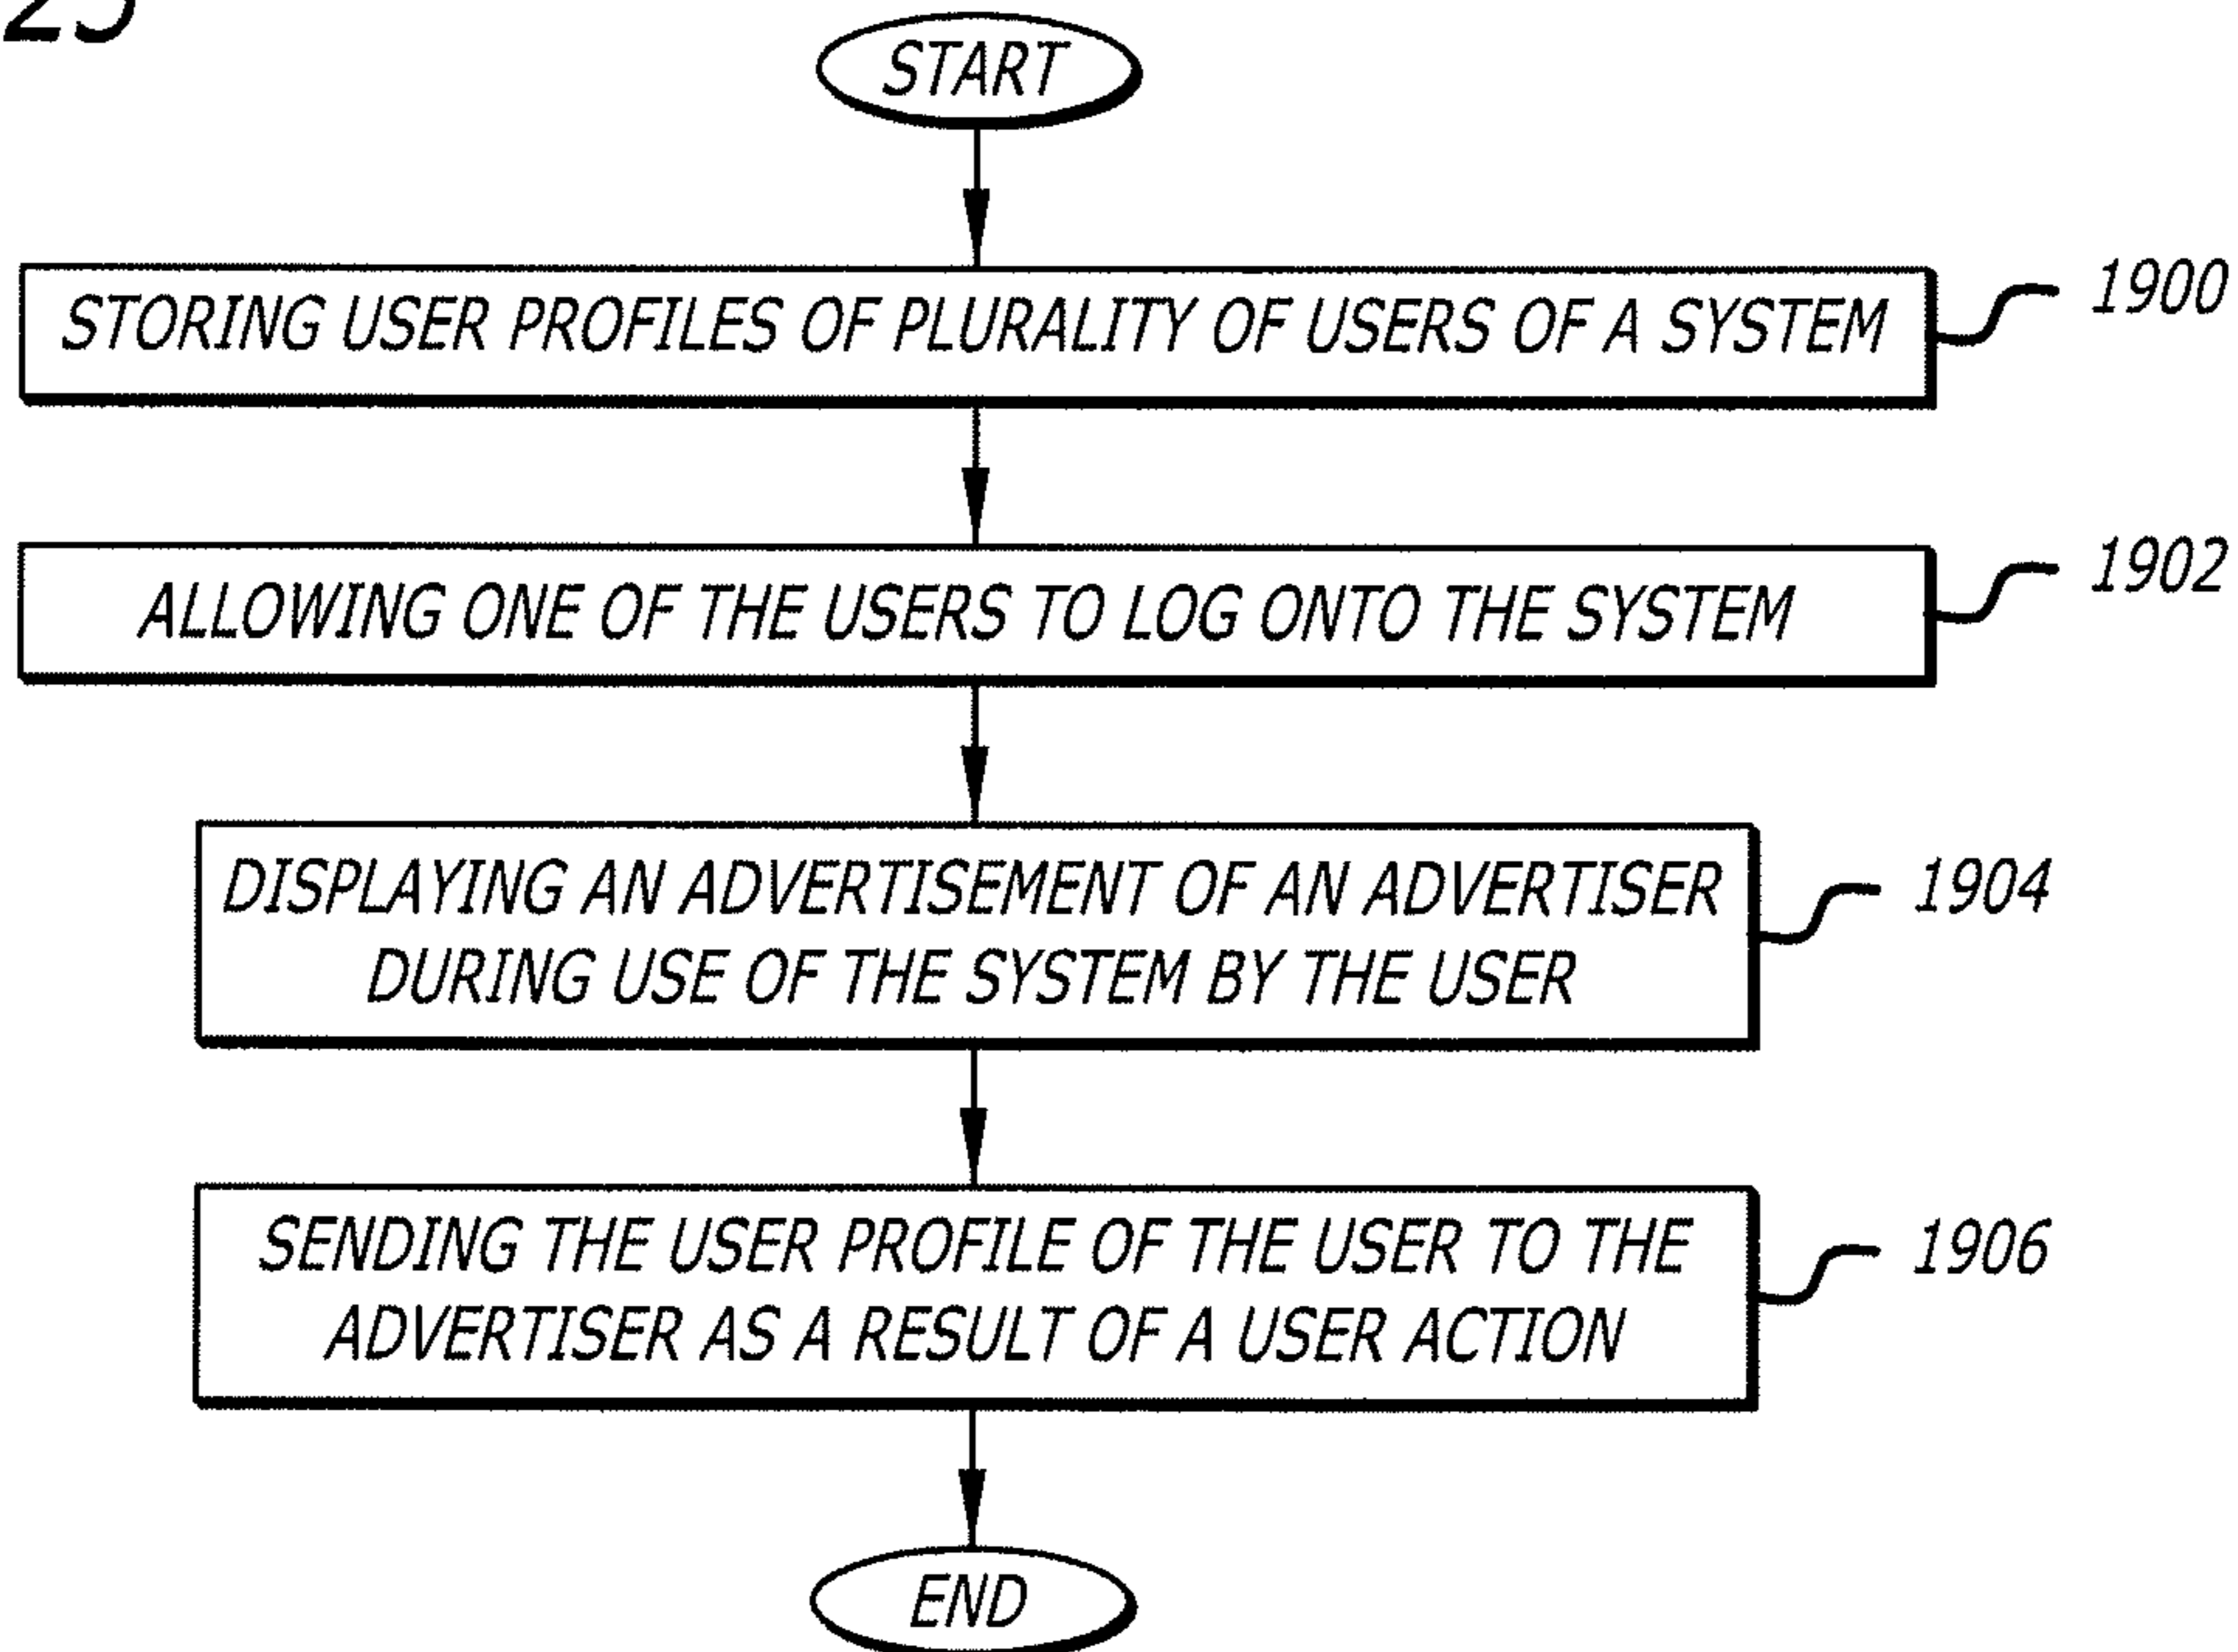 START
STORING USER PROFILES OF PLURALITY OF USERS OF A SYSTEM
1900
ALLOWING ONE OF THE USERS TO LOG ONTO THE SYSTEM
1902
DISPLAYING AN ADVERTISEMENT OF AN ADVERTISER
DURING USE OF THE SYSTEM BY THE USER
1904
SENDING THE USER PROFILE OF THE USER TO THE
ADVERTISER AS A RESULT OF A USER ACTION
1906
END